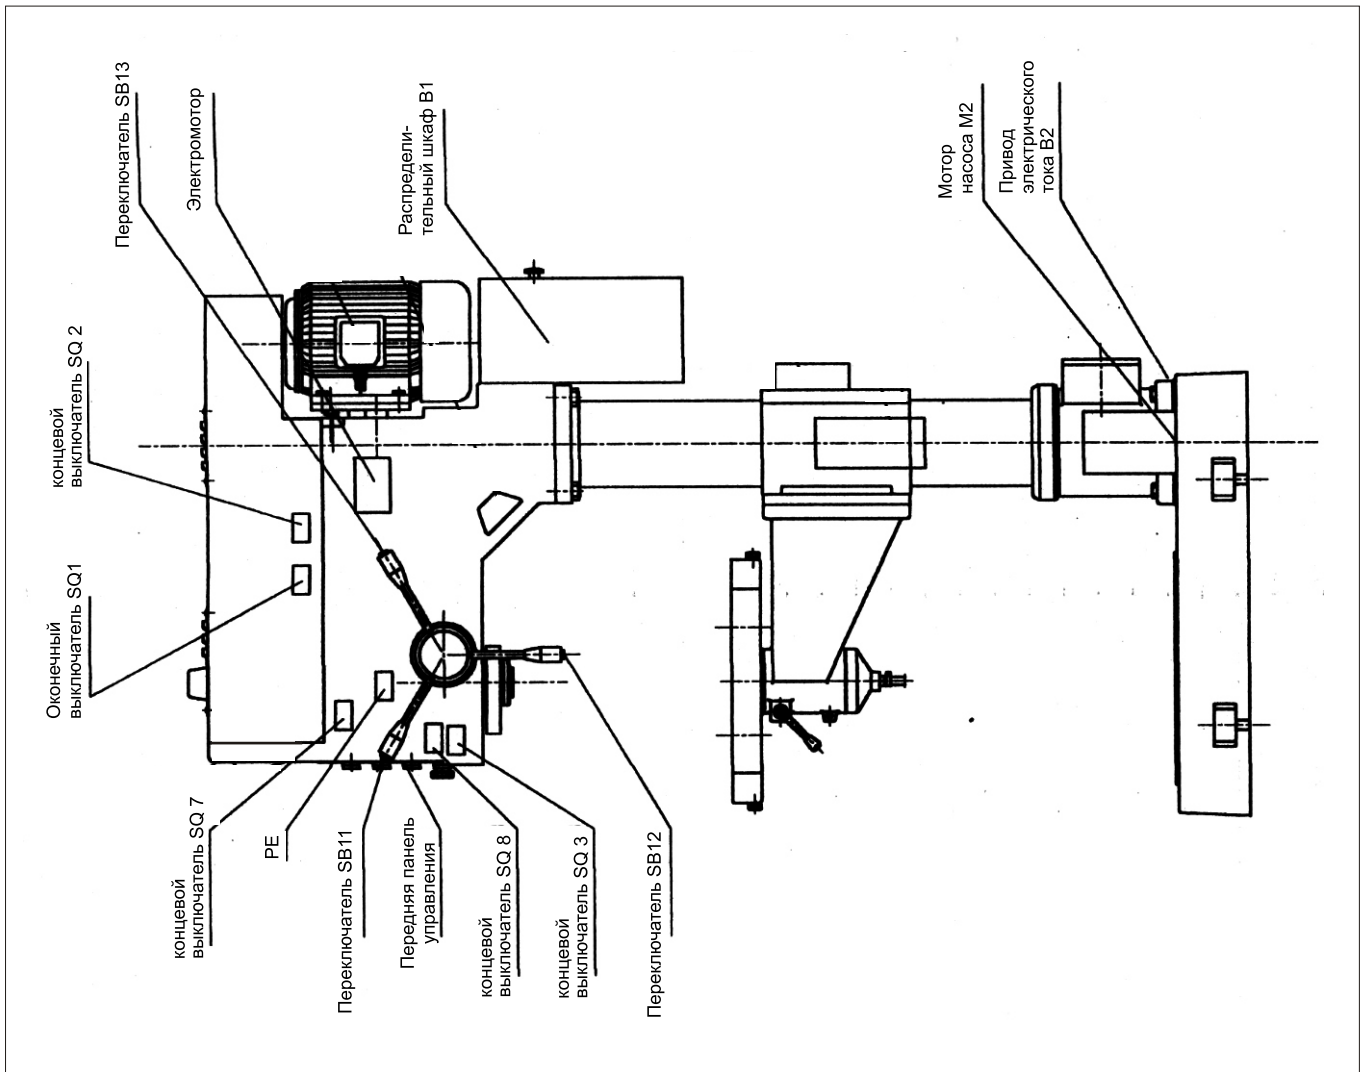 Переключатель SB13
Электромотор
Распредели-
тельный шкаф B1
Мотор
насоса M2
Привод
электрического
тока B2
концевой
выключатель SQ 2
Оконечный
выключатель SQ1
концевой
выключатель SQ 7
PE
Переключатель SB11
Передняя панель
управления
концевой
выключатель SQ 8
концевой
выключатель SQ 3
Переключатель SB12